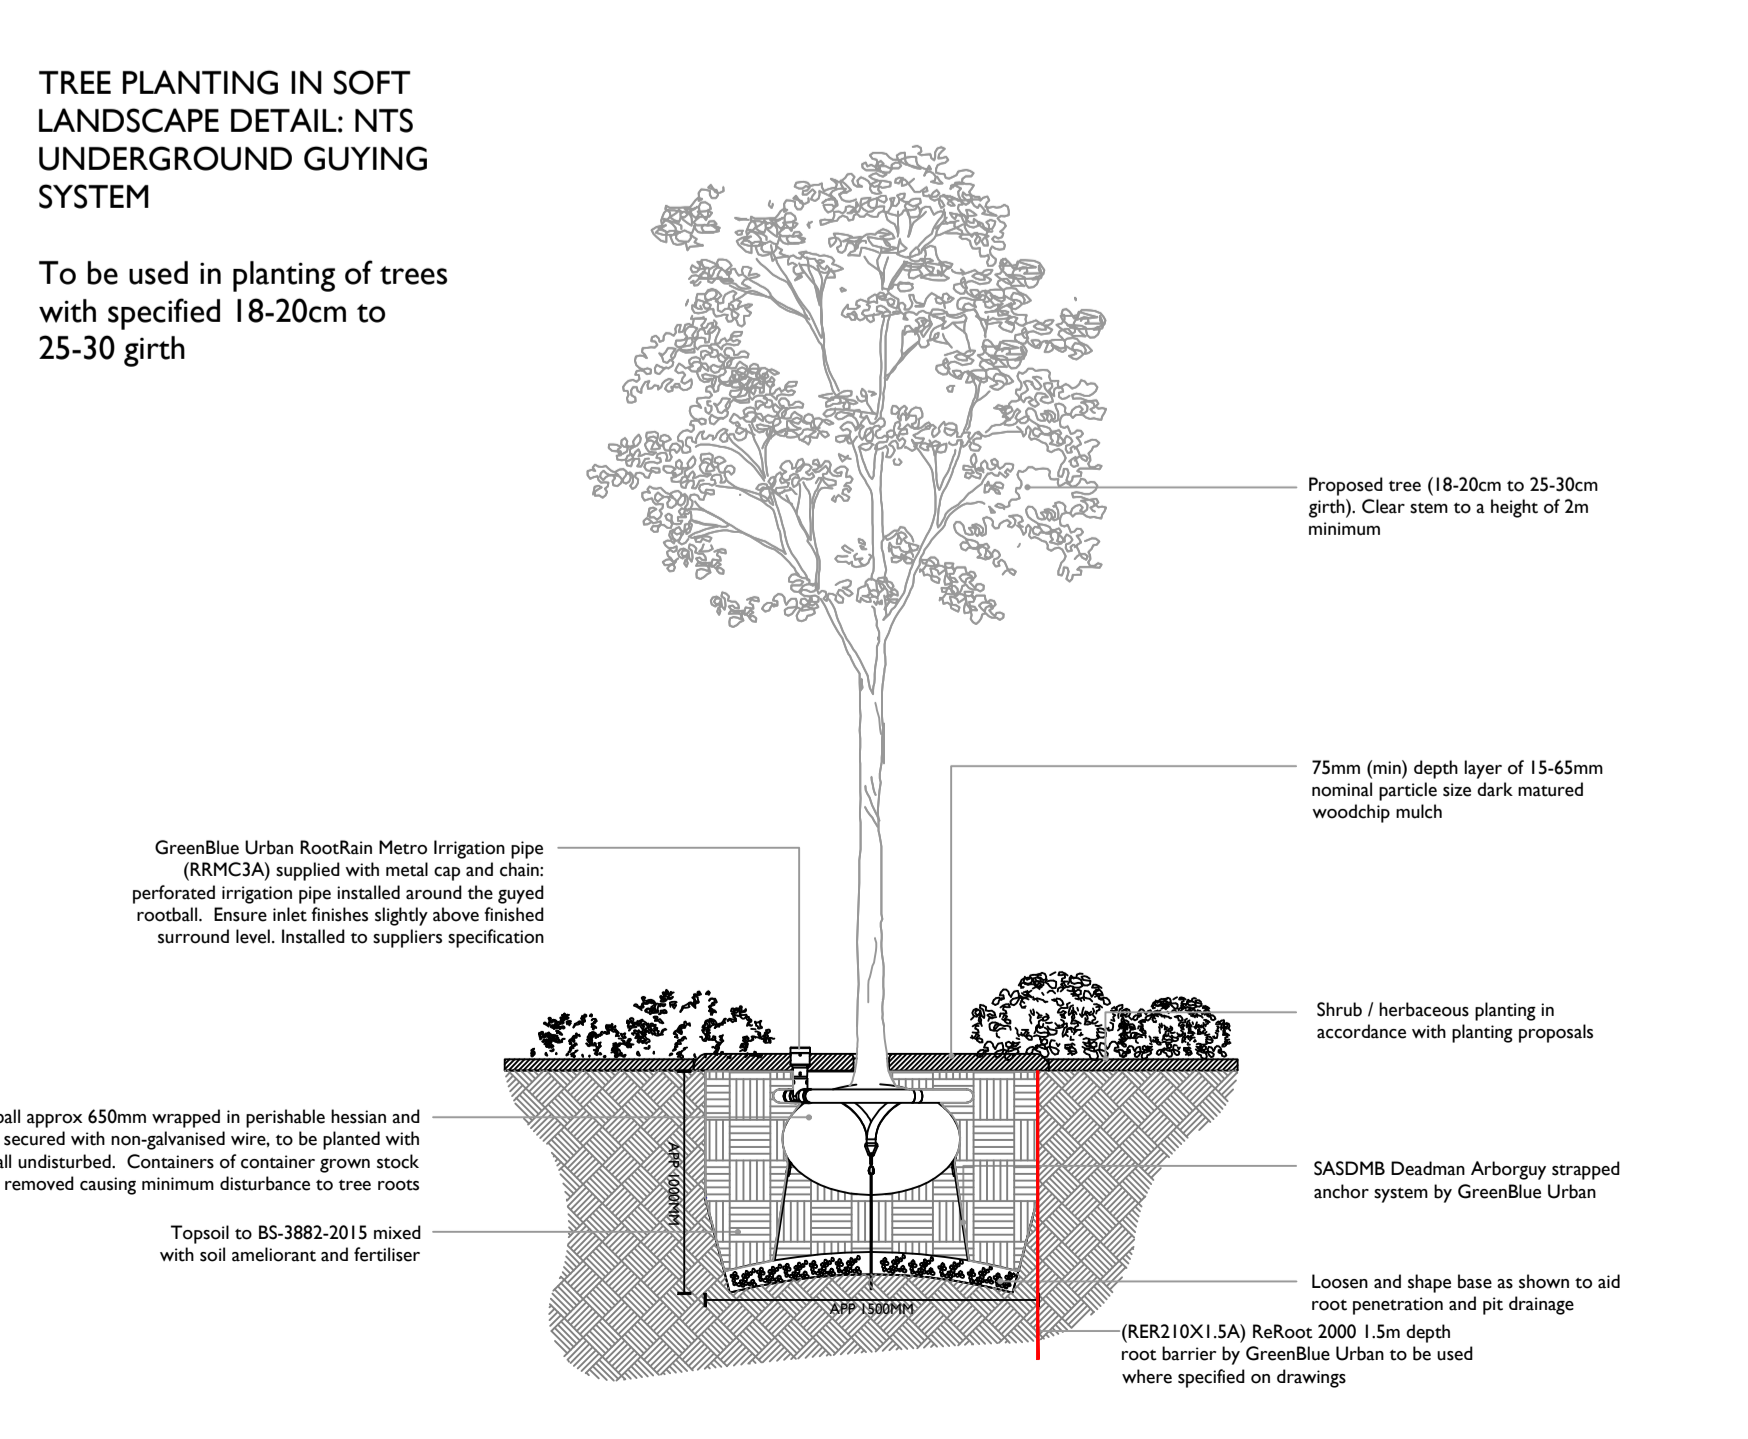 TREE PLANTING IN SOFT
LANDSCAPE DETAIL: NTS
UNDERGROUND GUYING
SYSTEM
To be used in planting of trees
with specified 18-20cm to
25-30 girth
Proposed tree (18-20cm to 25-30cm
girth). Clear stem to a height of 2m
minimum
75mm (min) depth layer of 15-65mm
nominal particle size dark matured
woodchip mulch
GreenBlue Urban RootRain Metro Irrigation pipe
(RRMC3A) supplied with metal cap and chain:
perforated irrigation pipe installed around the guyed
rootball. Ensure inlet finishes slightly above finished
surround level. Installed to suppliers specification
Shrub / herbaceous planting in
accordance with planting proposals
approx 650mm wrapped in perishable hessian and
secured with non-galvanised wire, to be planted with
undisturbed. Containers of container grown stock
removed causing minimum disturbance to tree roots
SASDMB Deadman Arborguy strapped
anchor system by GreenBlue Urban
Topsoil to BS-3882-2015 mixed
with soil ameliorant and fertiliser
APP 1000MM
APP 1500MM
Loosen and shape base as shown to aid
root penetration and pit drainage
(RER210X1.5A) ReRoot 2000 1.5m depth
root barrier by GreenBlue Urban to be used
where specified on drawings